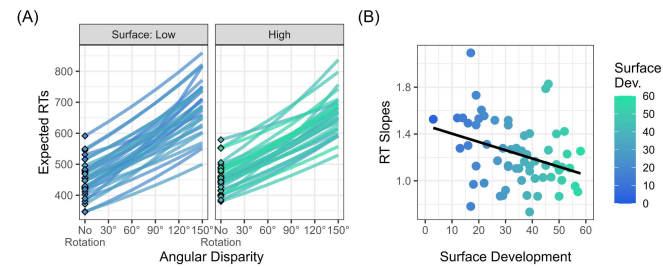 (A)
Surface: Low
High
Expected RTs
800
700
600
500
400
No Rotation
30°
60°
90°
120°
150°
No Rotation
30°
60°
90°
120°
150°
Angular Disparity
(B)
RT Slopes
1.8
1.4
1.0
0
10
20
30
40
50
60
Surface Development
Surface
Dev.
60
50
40
30
20
10
0